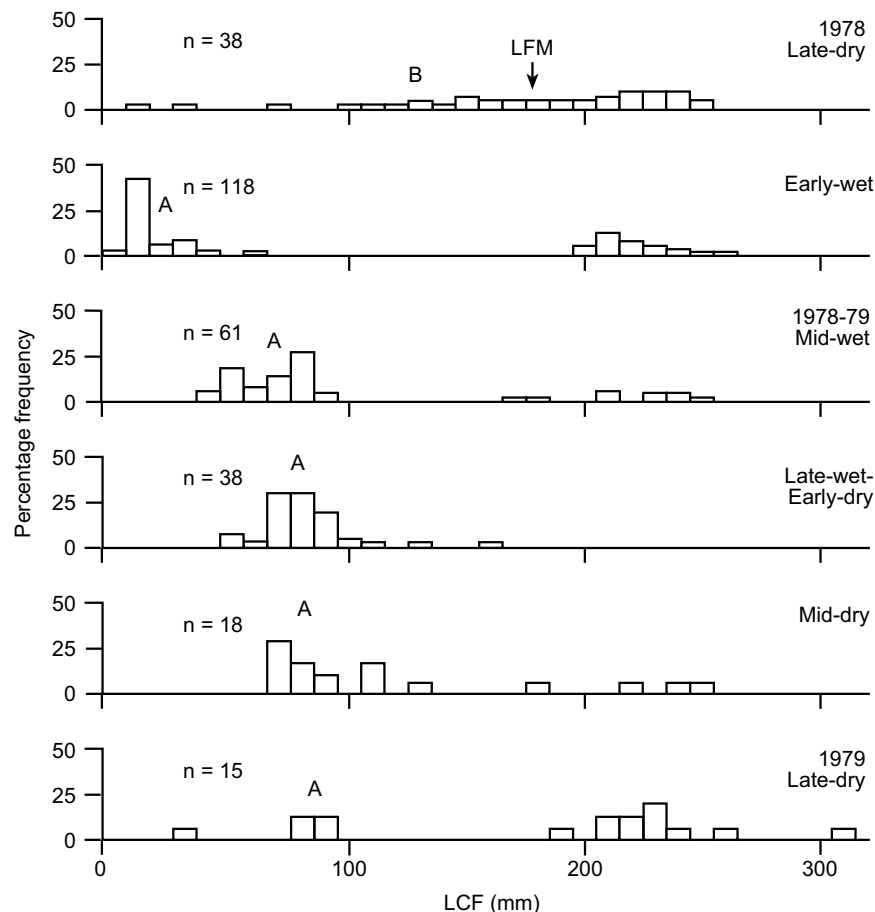 50
25
0
n = 38
B
LFM
1978
Late-dry
50
25
0
n = 118
A
Early-wet
50
25
0
n = 61
A
1978-79
Mid-wet
50
25
0
n = 38
A
Late-wet-
Early-dry
50
25
0
n = 18
A
Mid-dry
50
25
0
n = 15
A
1979
Late-dry
0
100
200
300
LCF (mm)
Percentage frequency